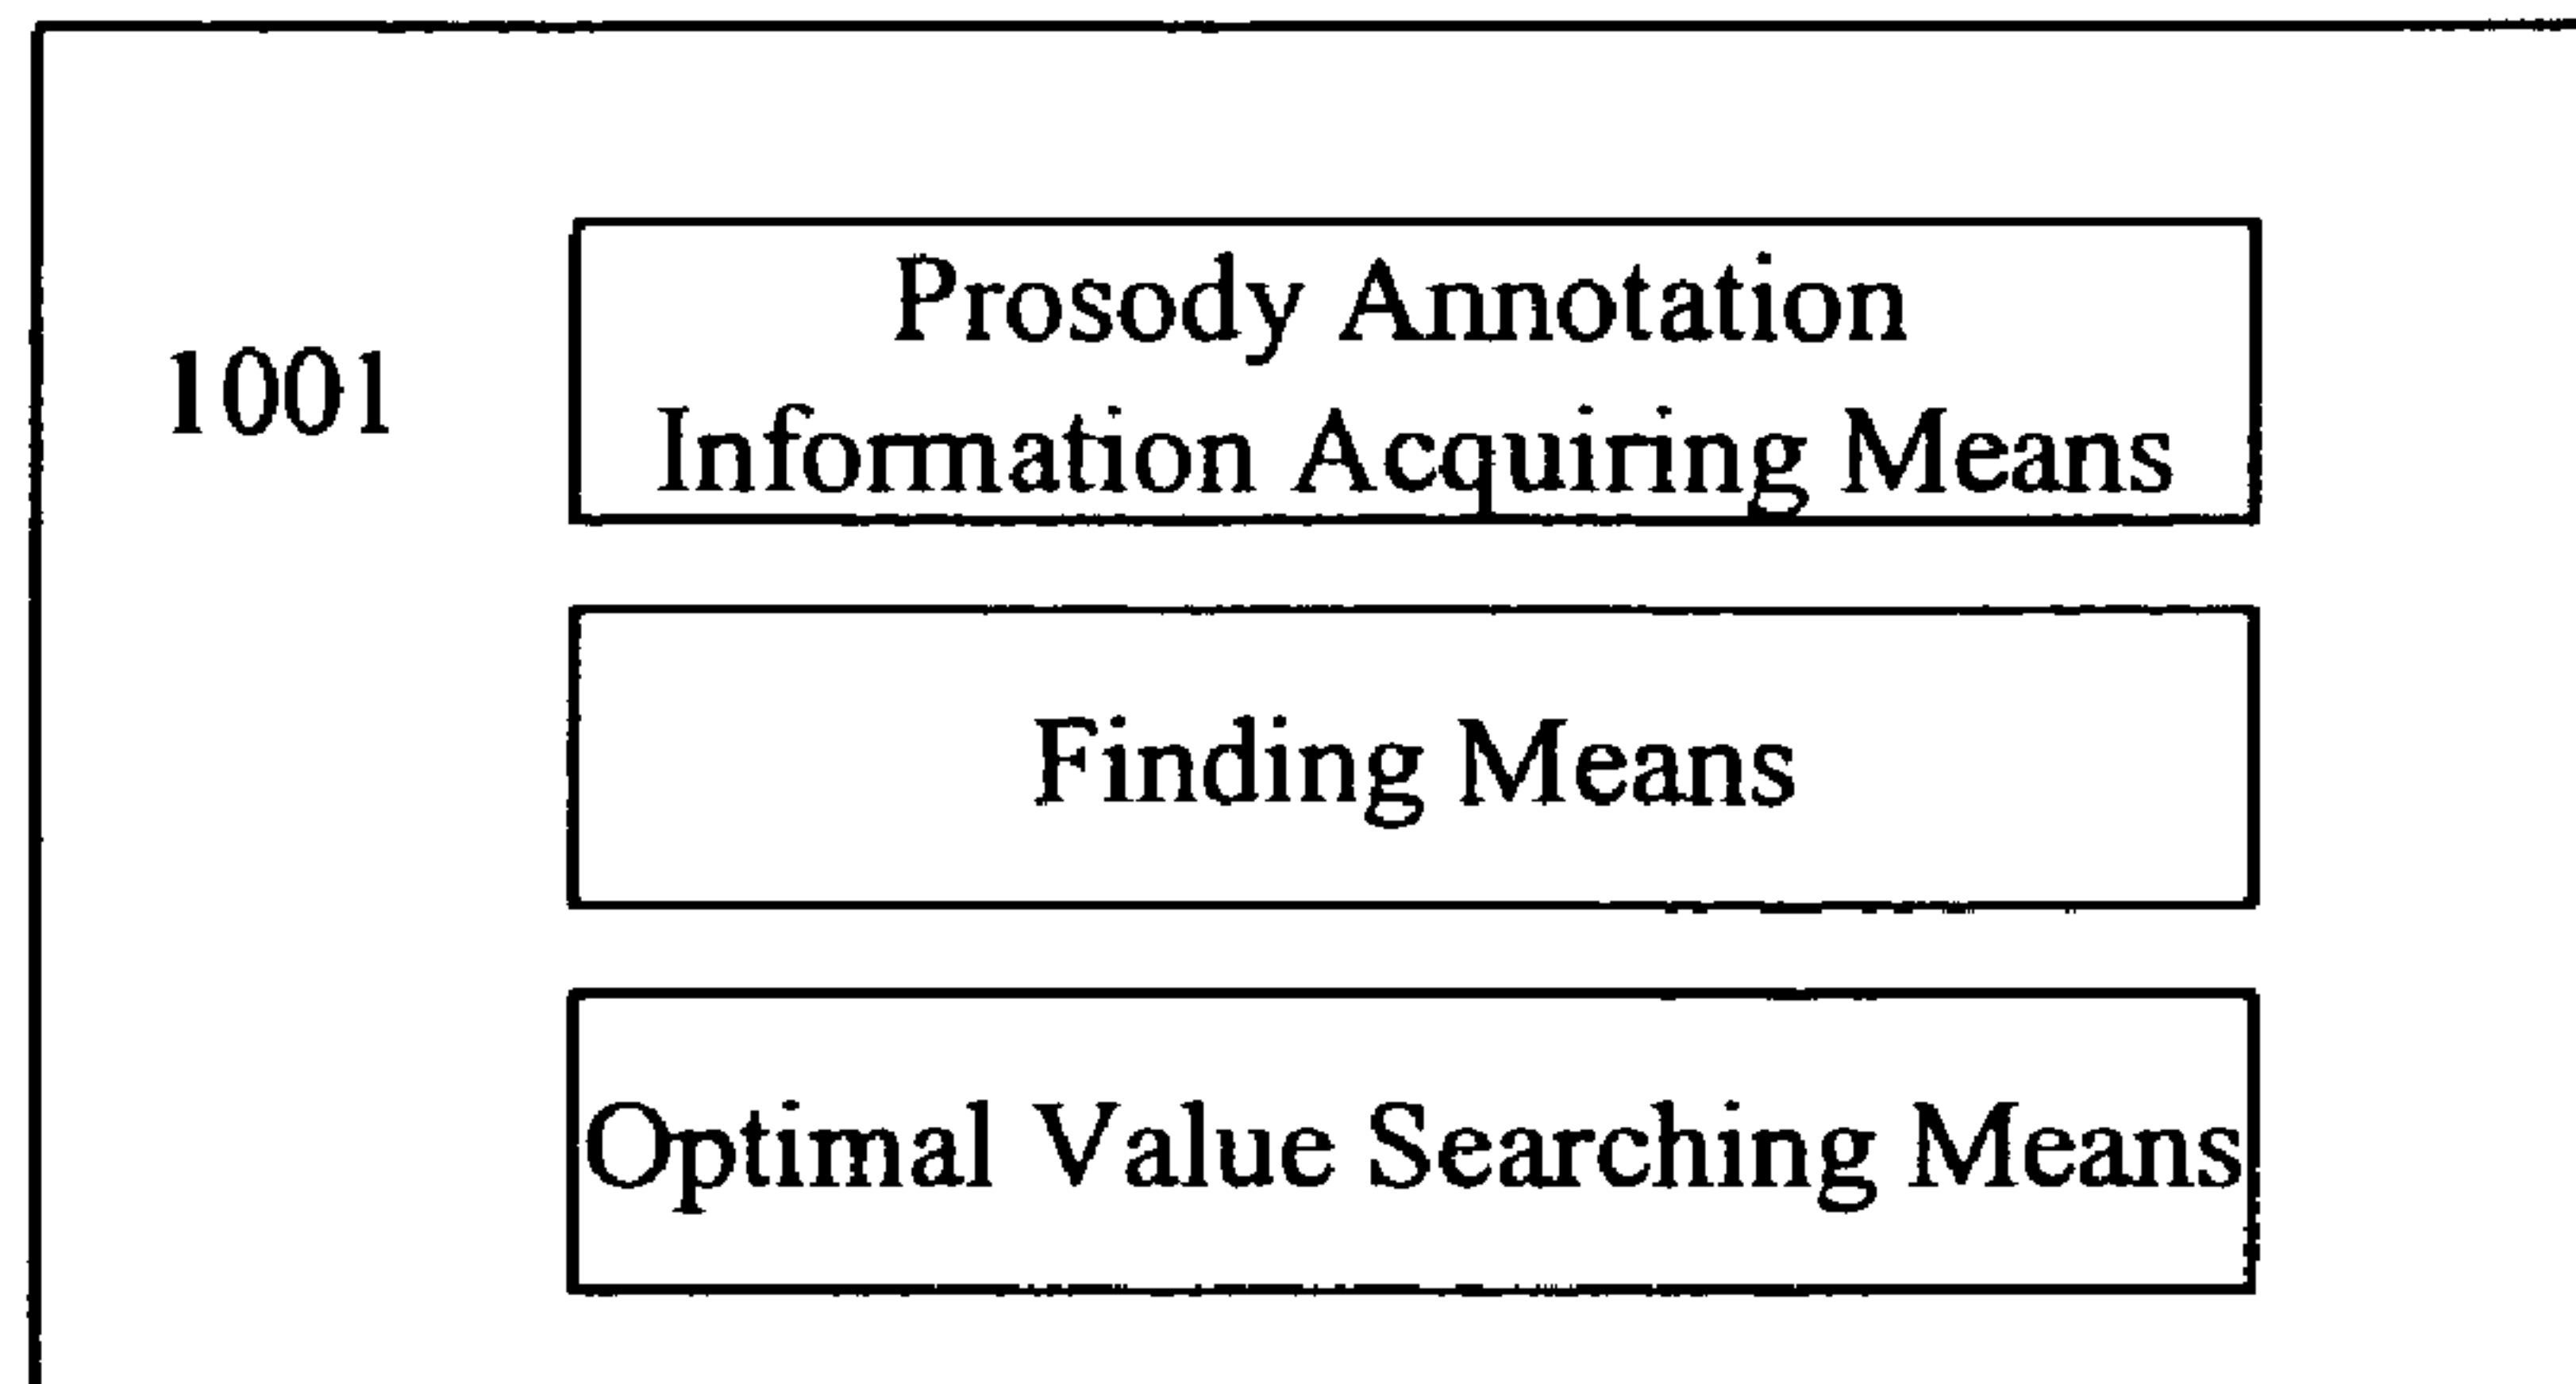 Prosody Annotation
1001
Information Acquiring Means
Finding Means
Optimal Value Searching Means